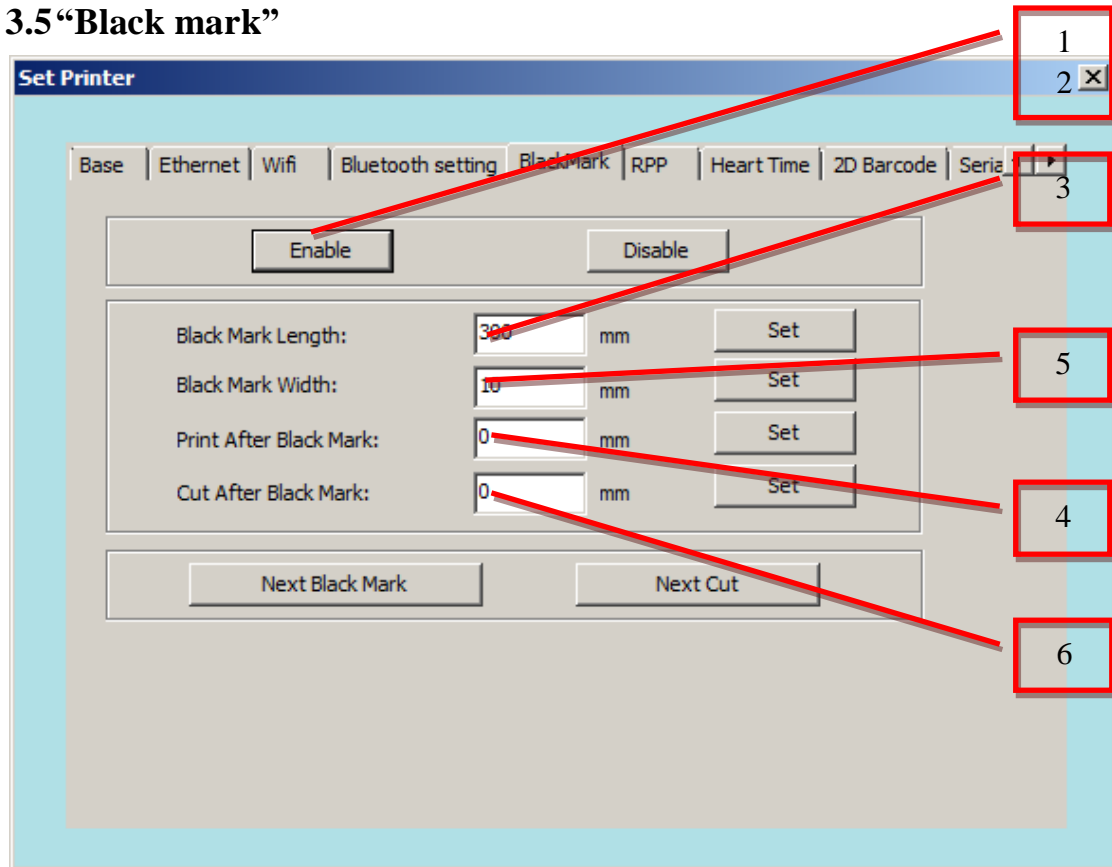 3.5“Black mark”
1
Set Printer
2
Base Ethernet Wifi Bluetooth setting BlackMark RPP Heart Time 2D Barcode Seria
3
Enable Disable
Black Mark Length: 300 mm Set
5
Black Mark Width: 10 mm Set
Print After Black Mark: 0 mm Set
Cut After Black Mark: 0 mm Set
4
Next Black Mark Next Cut
6